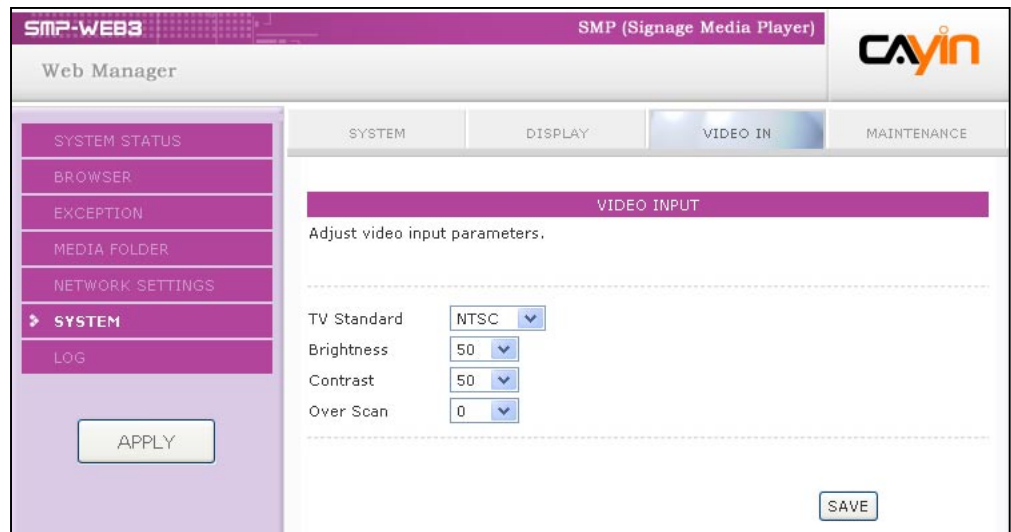 SMP-WEB3
SMP (Signage Media Player)
CAYIN
Web Manager
SYSTEM STATUS
BROWSER
EXCEPTION
MEDIA FOLDER
NETWORK SETTINGS
SYSTEM
LOG
APPLY
SYSTEM DISPLAY VIDEO IN MAINTENANCE
VIDEO INPUT
Adjust video input parameters.
TV Standard NTSC
Brightness 50
Contrast 50
Over Scan 0
SAVE